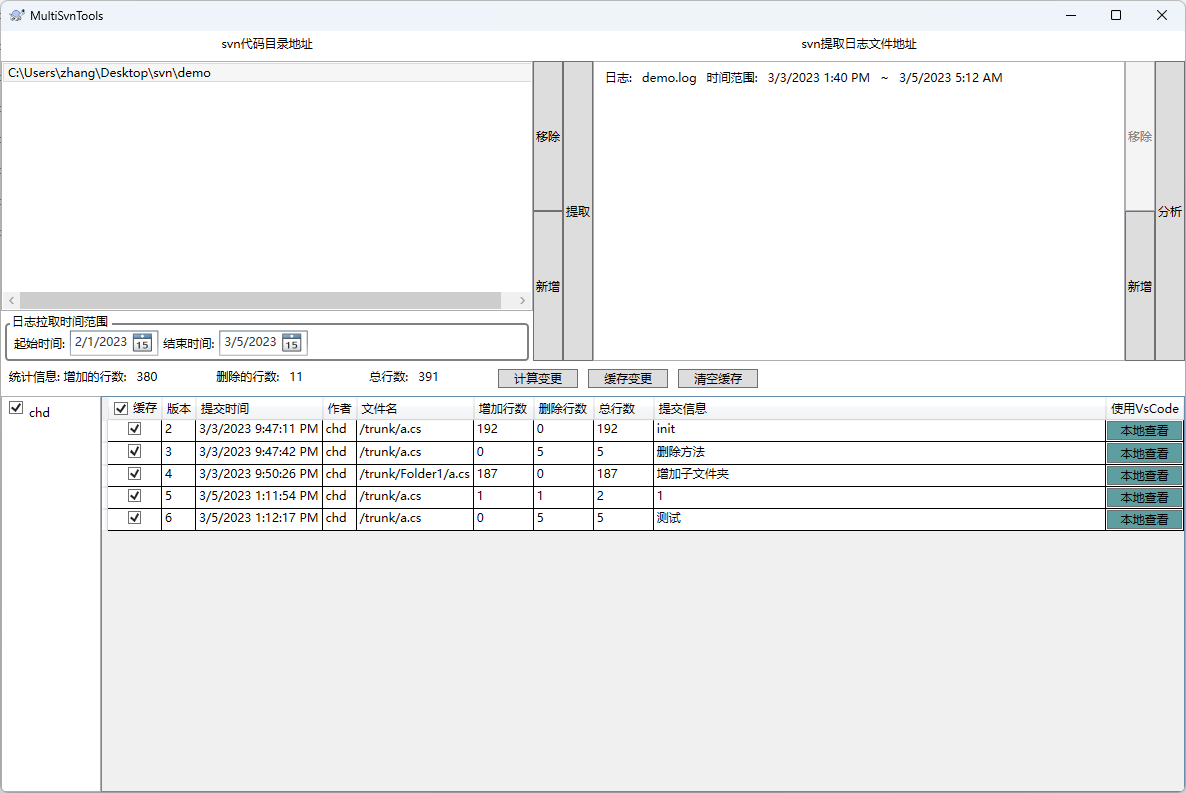 MultiSvnTools
svn代码目录地址
svn提取日志文件地址
C:\Users\zhang\Desktop\svn\demo
移除
提取
新增
日志: demo.log 时间范围: 3/3/2023 1:40 PM ~ 3/5/2023 5:12 AM
移除
分析
新增
日志拉取时间范围
起始时间: 2/1/2023 15 结束时间: 3/5/2023 15
统计信息: 增加的行数: 380 删除的行数: 11 总行数: 391 计算变更 缓存变更 清空缓存
chd
缓存 版本 提交时间 作者 文件名 增加行数 删除行数 总行数 提交信息 使用VsCode
2 3/3/2023 9:47:11 PM chd /trunk/a.cs 192 0 192 init 本地查看
3 3/3/2023 9:47:42 PM chd /trunk/a.cs 0 5 5 删除方法 本地查看
4 3/3/2023 9:50:26 PM chd /trunk/Folder1/a.cs 187 0 187 增加子文件夹 本地查看
5 3/5/2023 1:11:54 PM chd /trunk/a.cs 1 1 2 1 本地查看
6 3/5/2023 1:12:17 PM chd /trunk/a.cs 0 5 5 测试 本地查看